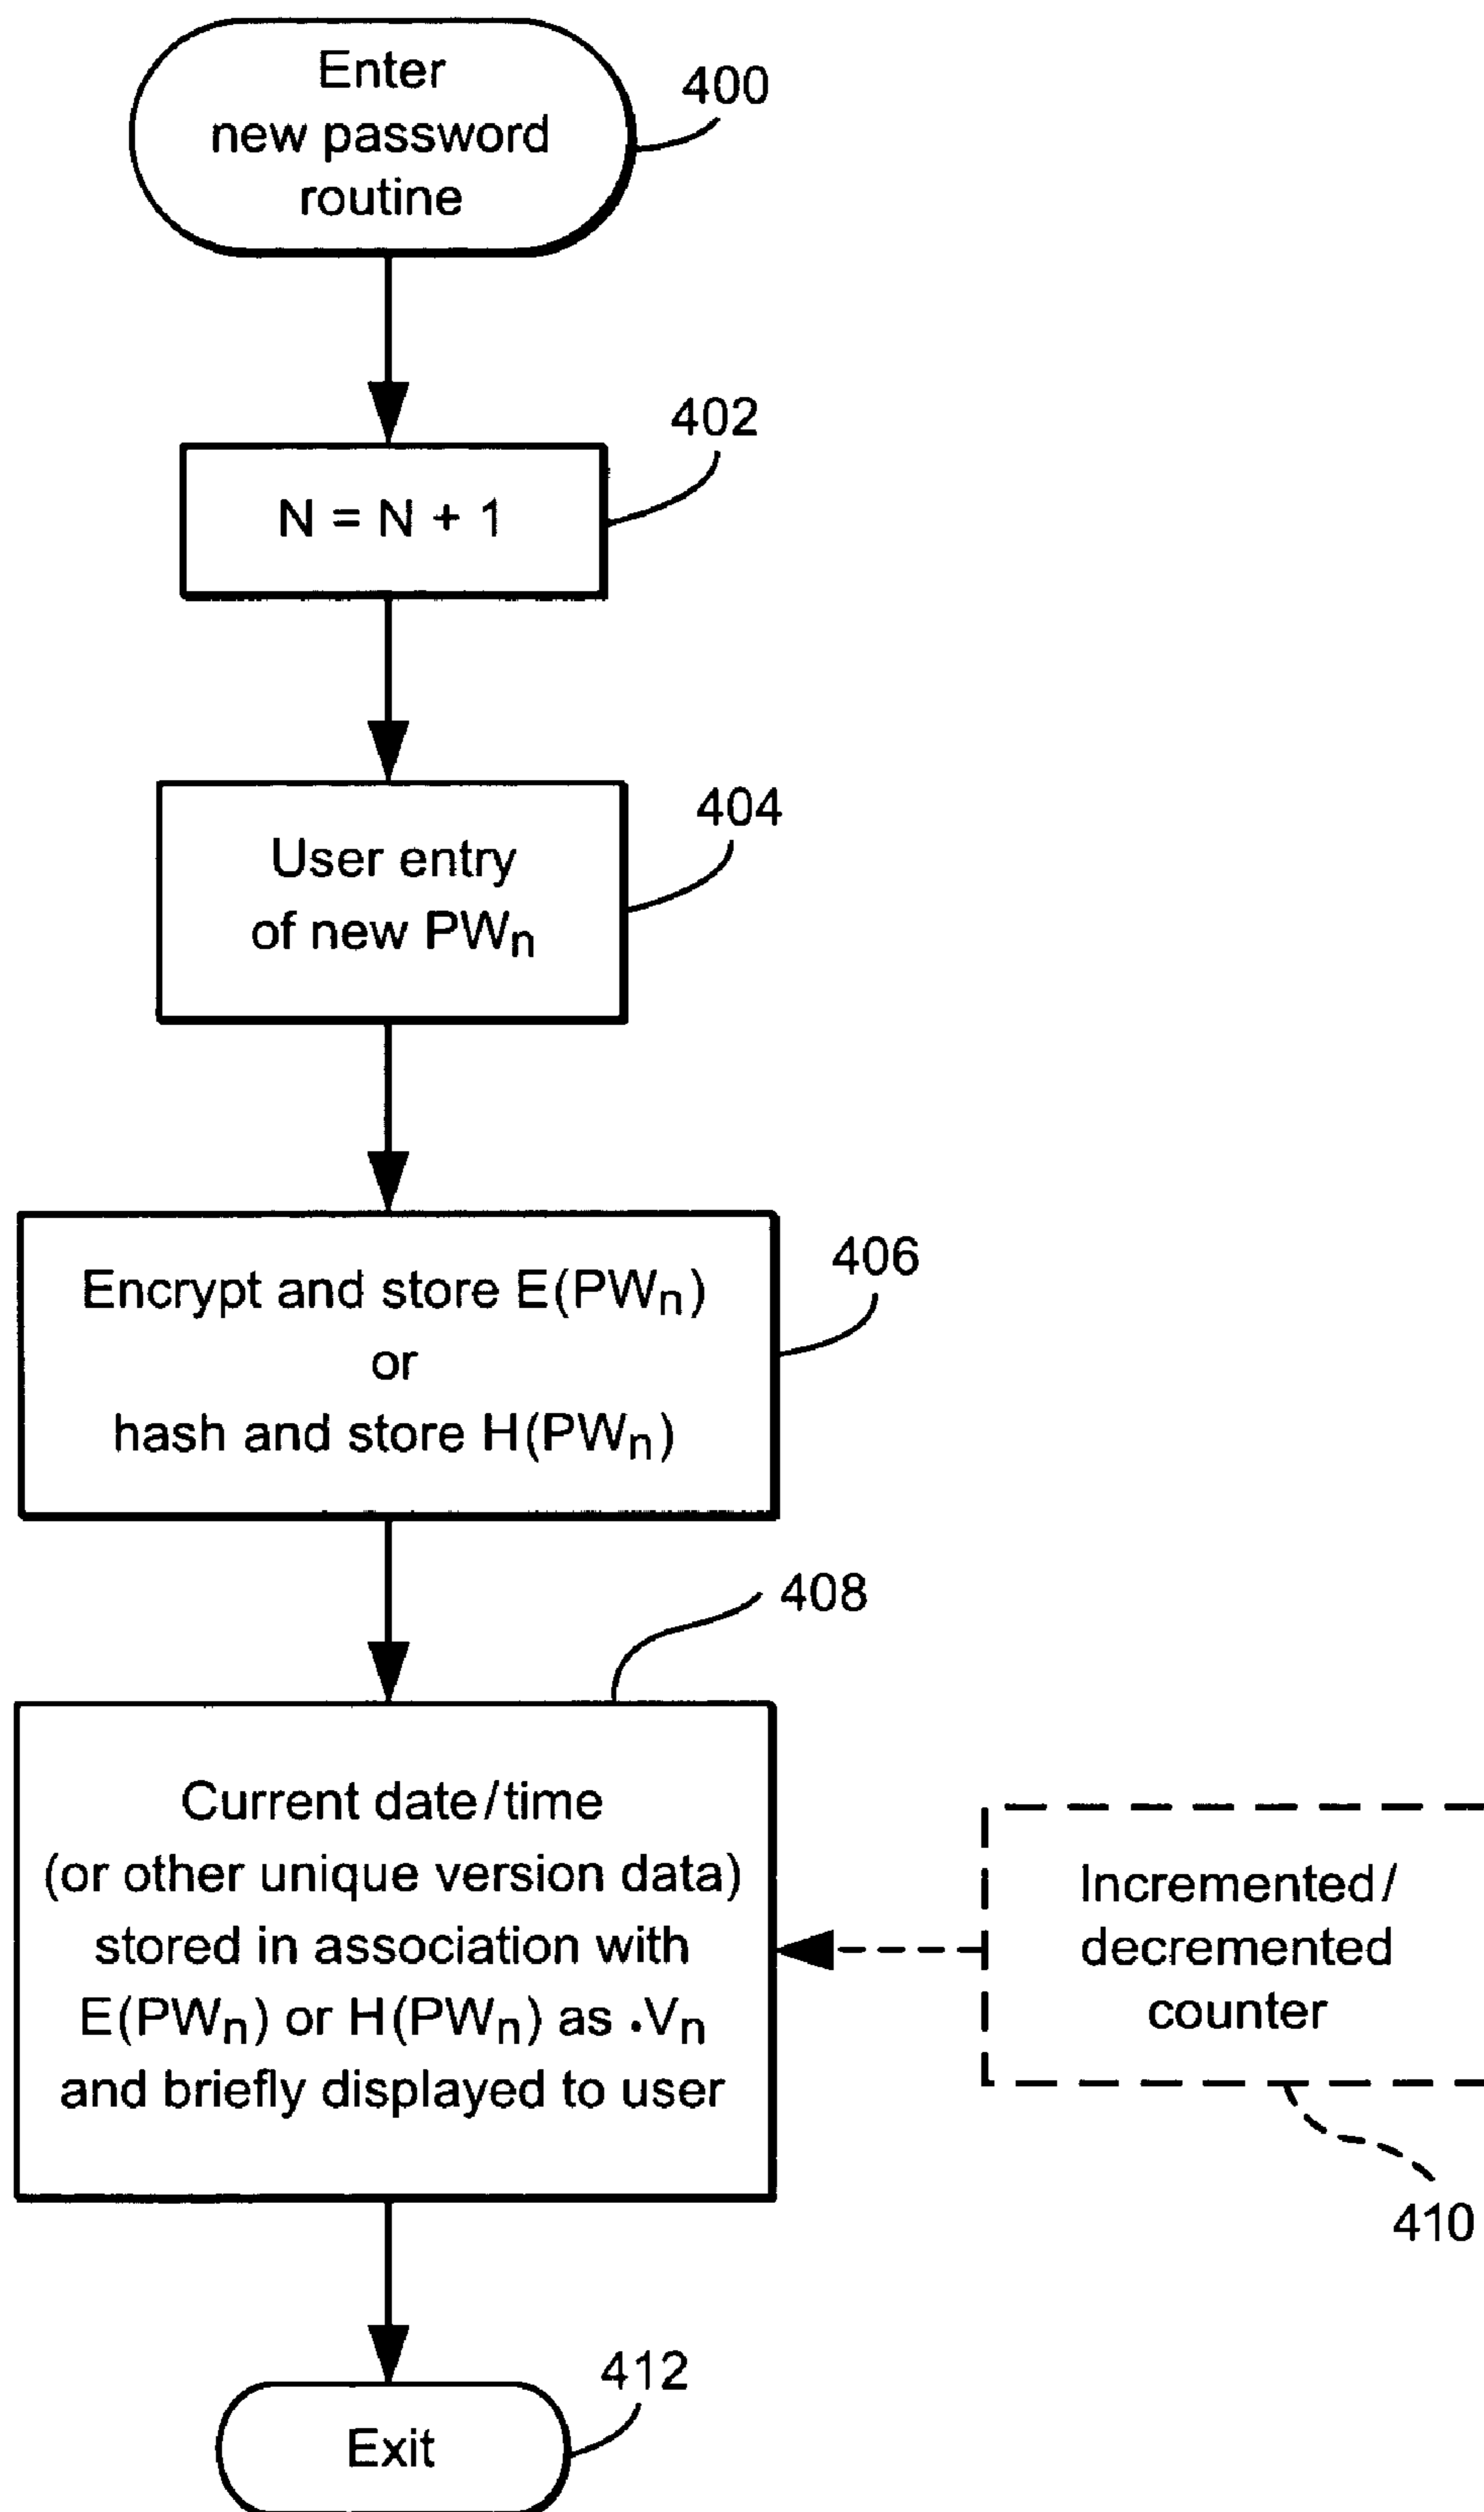 Enter
new password
routine
400
402
N = N + 1
404
User entry
of new PWn
406
Encrypt and store E(PWn)
or
hash and store H(PWn)
408
Current date/time
(or other unique version data)
stored in association with
E(PWn) or H(PWn) as •Vn
and briefly displayed to user
Incremented/
decremented
counter
410
412
Exit